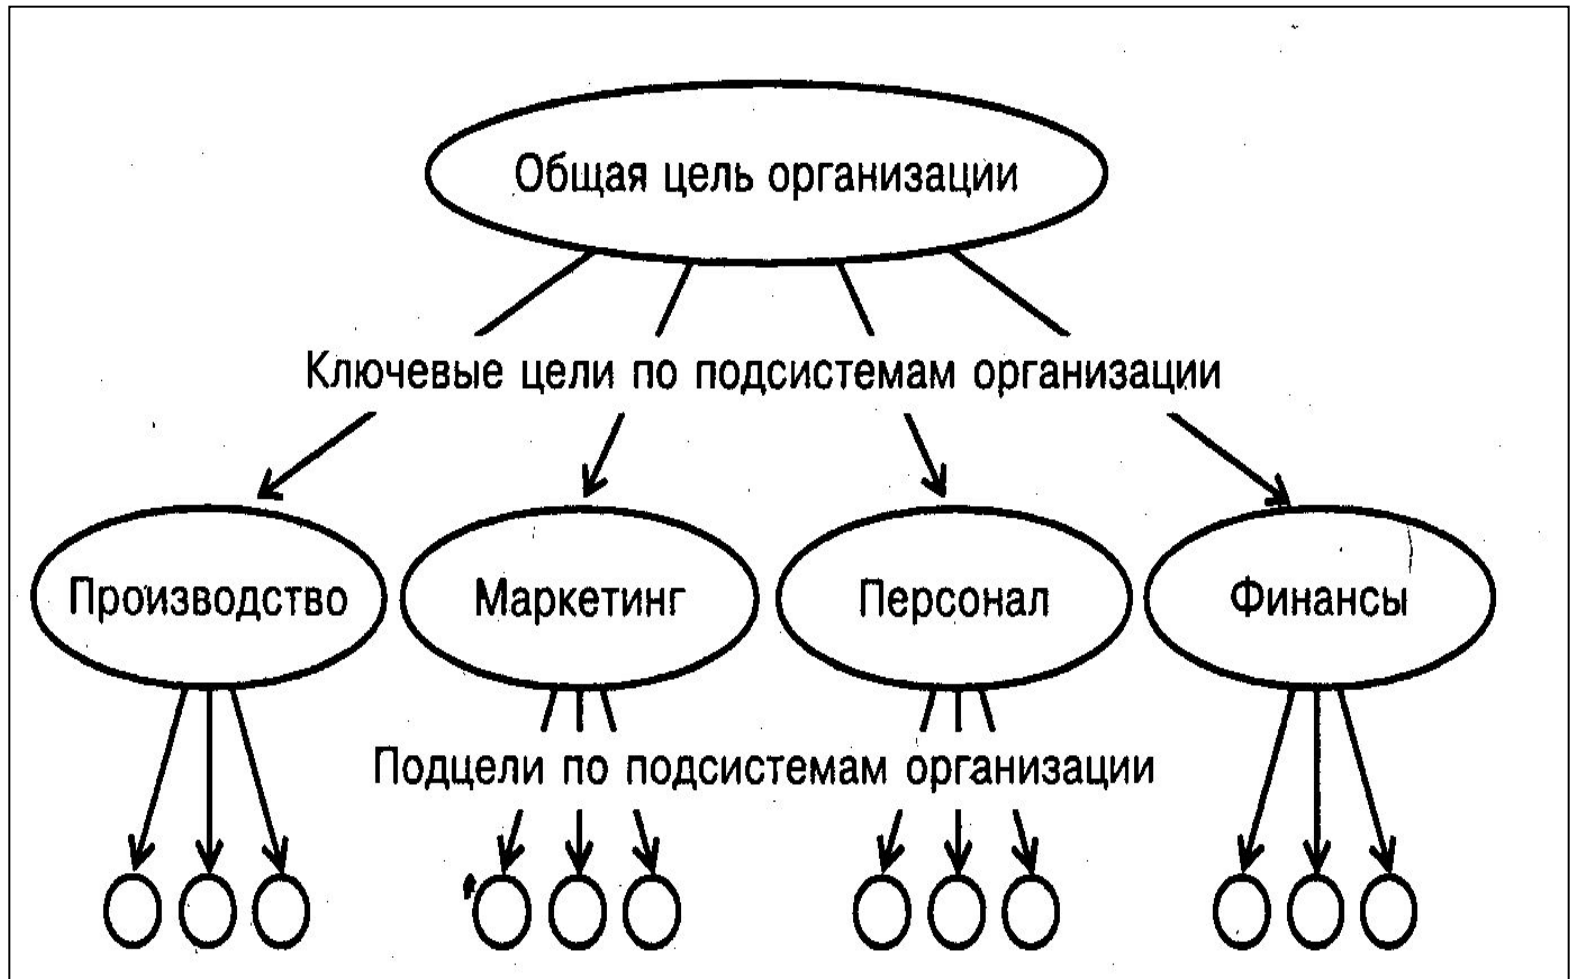 Общая цель организации
Ключевые цели по подсистемам организации
Производство
Маркетинг
Персонал
Финансы
Подцели по подсистемам организации